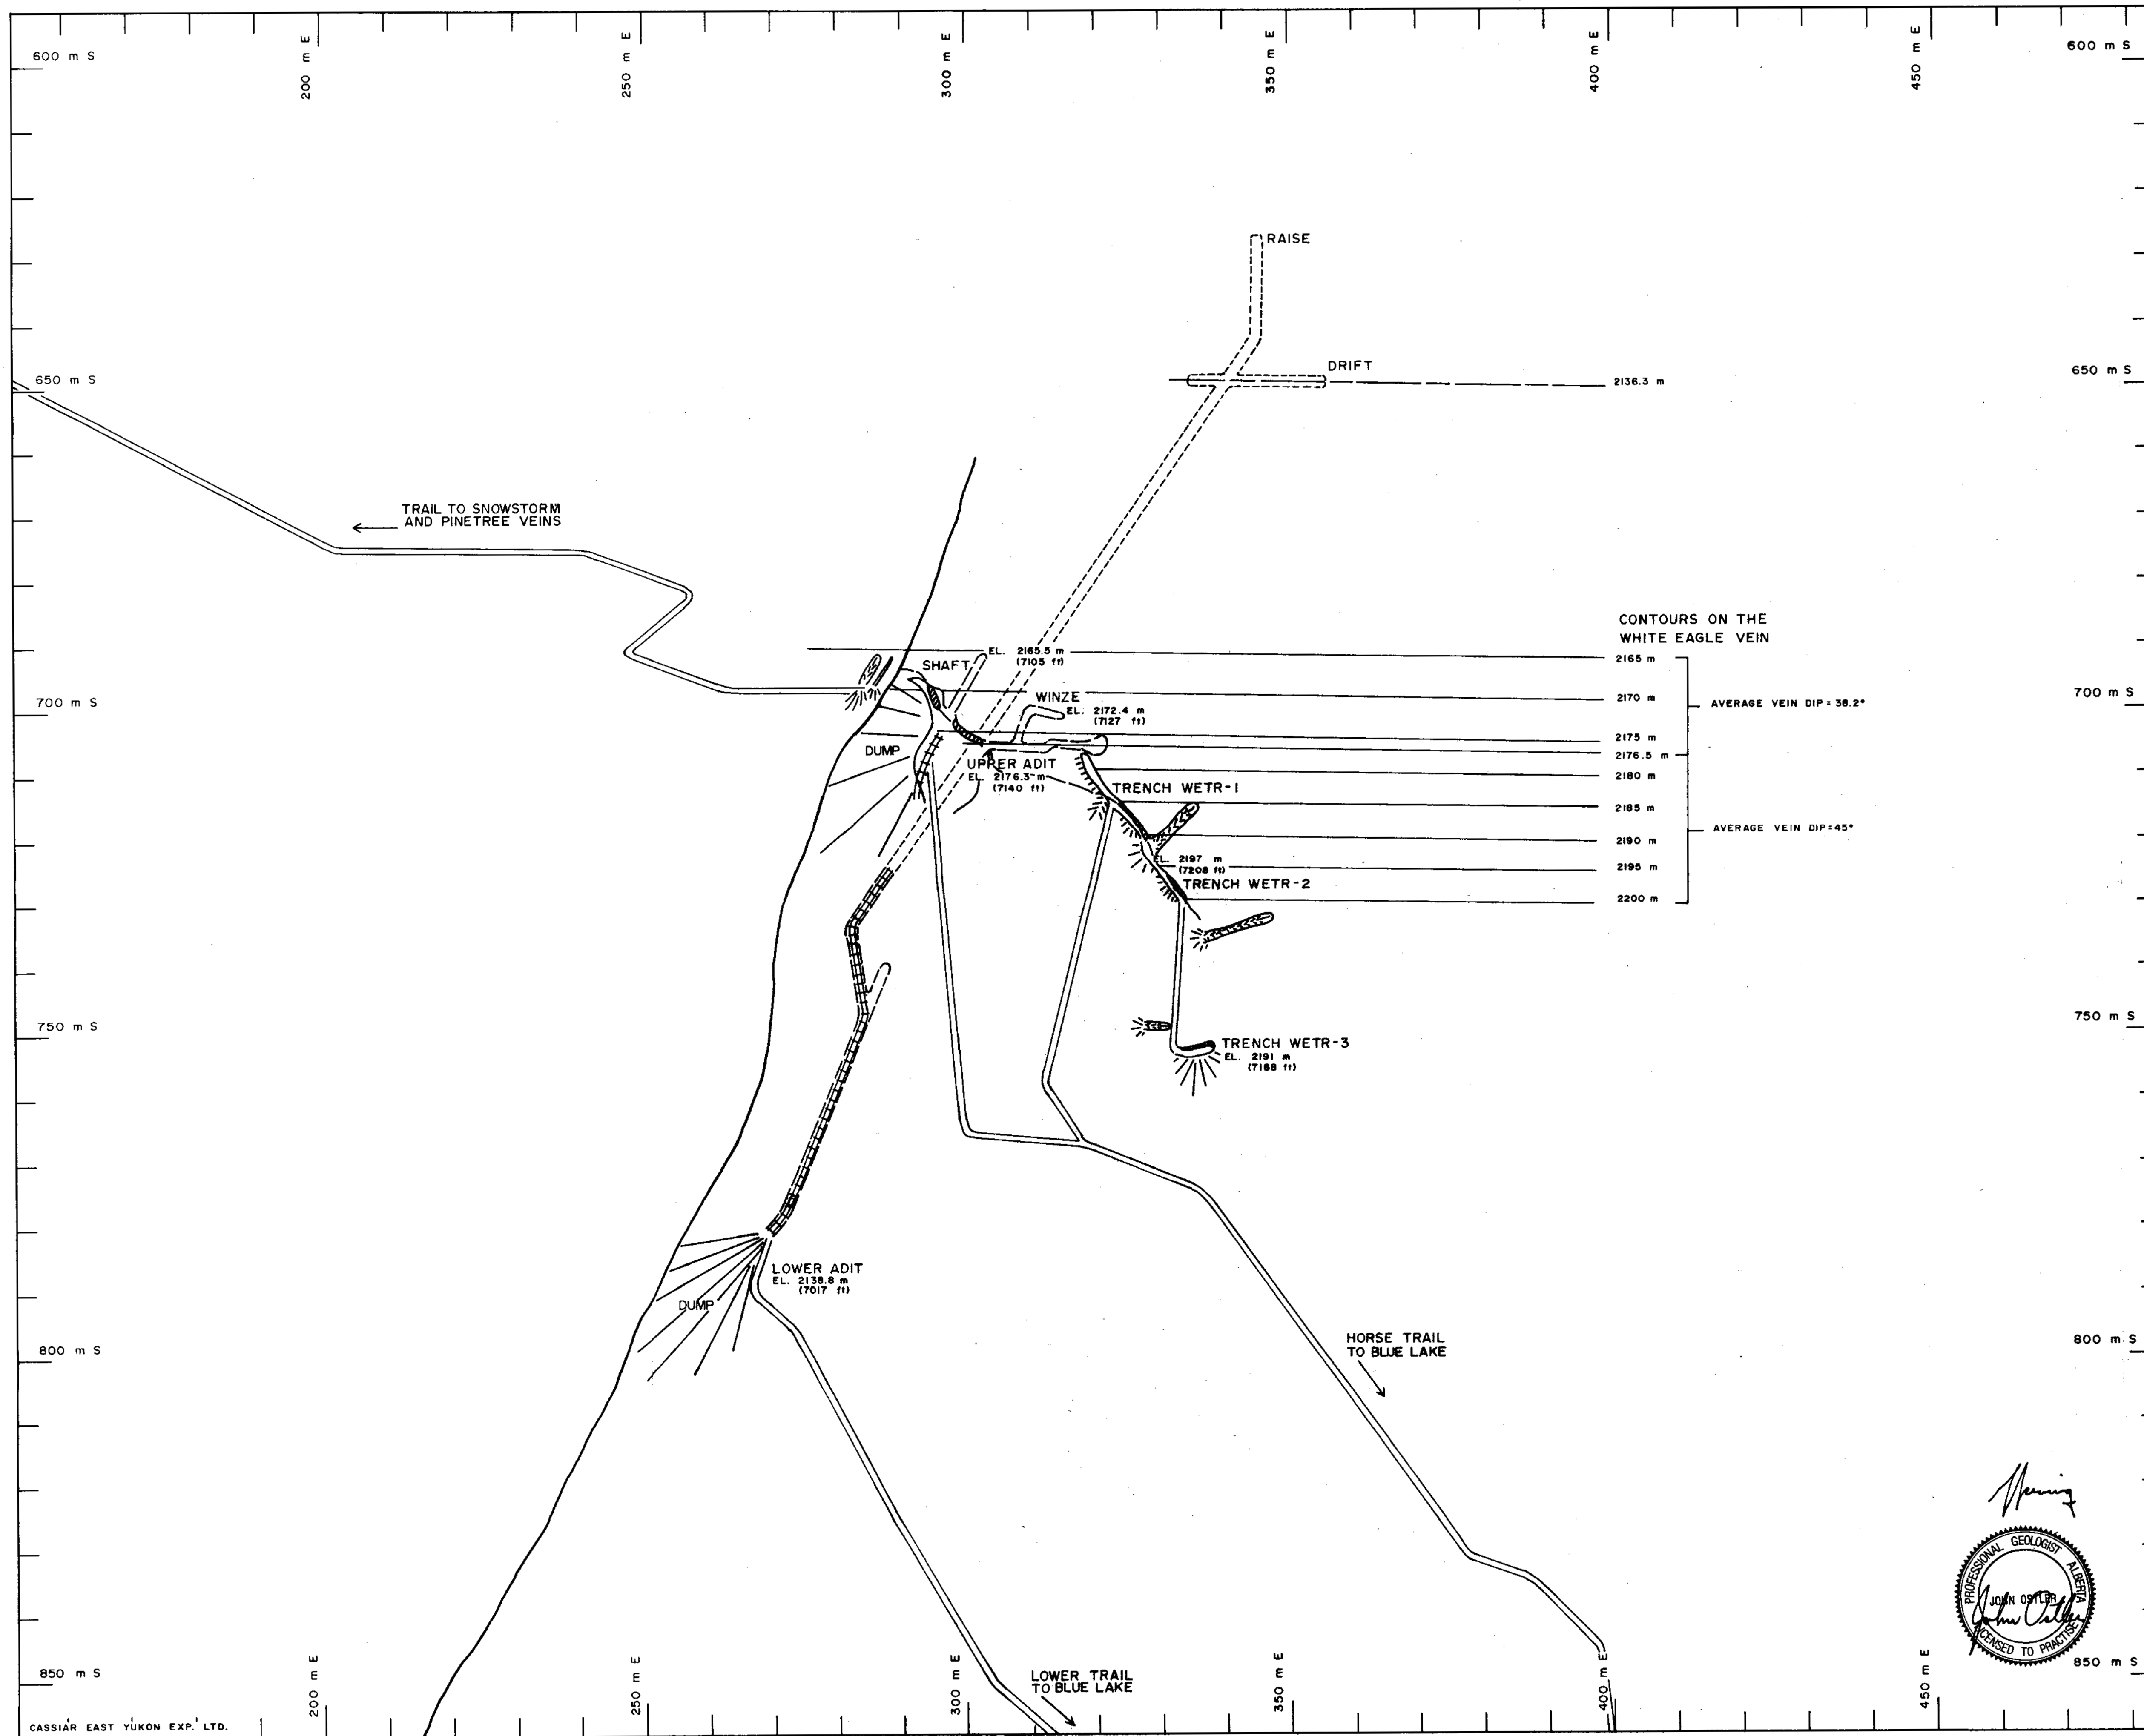 200 m E
250 m E
300 m E
350 m E
400 m E
450 m E
600 m S
600 m S
RAISE
DRIFT
650 m S
2136.3 m
650 m S
TRAIL TO SNOWSTORM
AND PINETREE VEINS
CONTOURS ON THE
WHITE EAGLE VEIN
EL. 2165.5 m
(7105 ft)
2165 m
SHAFT
WINZE
2170 m
700 m S
AVERAGE VEIN DIP = 38.2°
700 m S
EL. 2172.4 m
(7127 ft)
2175 m
DUMP
2176.5 m
UPPER ADIT
EL. 2176.3 m
(7140 ft)
2180 m
TRENCH WETR-1
2185 m
AVERAGE VEIN DIP=45°
2190 m
EL. 2197 m
(7208 ft)
2195 m
TRENCH WETR-2
2200 m
750 m S
750 m S
TRENCH WETR-3
EL. 2191 m
(7188 ft)
LOWER ADIT
EL. 2138.8 m
(7017 ft)
DUMP
HORSE TRAIL
TO BLUE LAKE
800 m S
800 m S
PROFESSIONAL GEOLOGIST ALBERTA
JOHN OSTLER
John Ostler
LICENSED TO PRACTISE
850 m S
850 m S
LOWER TRAIL
TO BLUE LAKE
200 m E
250 m E
300 m E
350 m E
400 m E
450 m E
CASSIAR EAST YUKON EXP. LTD.